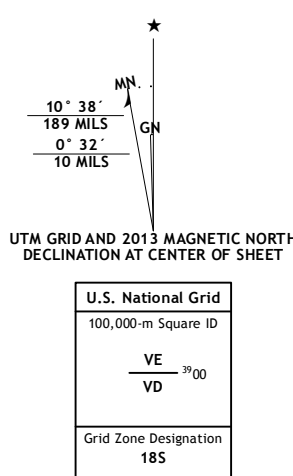 ★
MN
GN
10° 38´
189 MILS
0° 32´
10 MILS
UTM GRID AND 2013 MAGNETIC NORTH
DECLINATION AT CENTER OF SHEET
U.S. National Grid
100,000-m Square ID
VE
3900
VD
Grid Zone Designation
18S